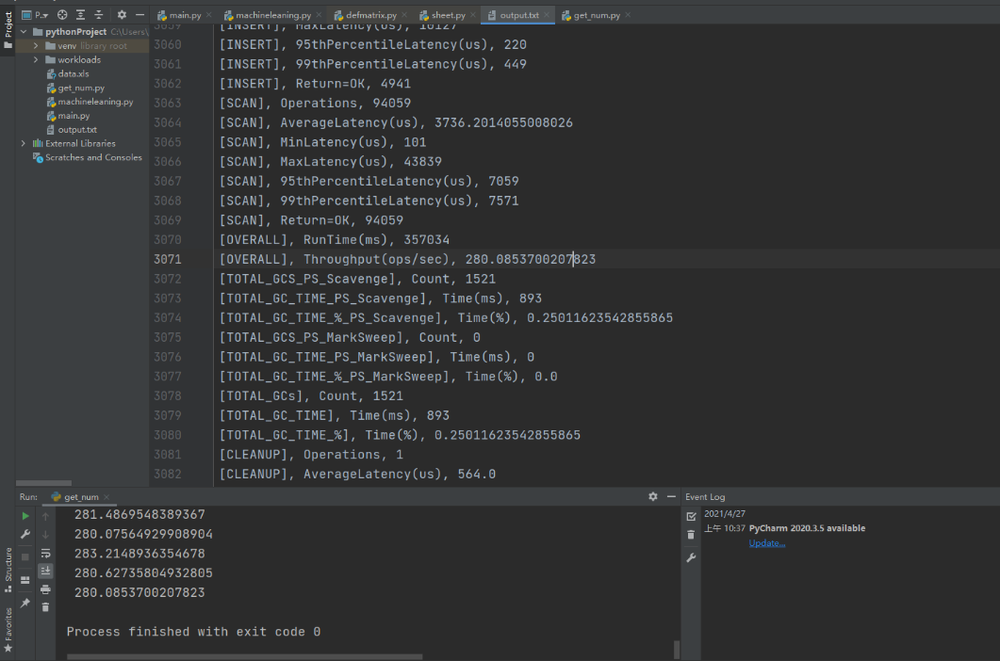 Project
P..
main.py
machineleaning.py
defmatrix.py
sheet.py
output.txt
get_num.py
pythonProject C:\Users\
venv library root
workloads
data.xls
get_num.py
machineleaning.py
main.py
output.txt
External Libraries
Scratches and Consoles
3059 [INSERT], MaxLatency(us), 16127
3060 [INSERT], 95thPercentileLatency(us), 220
3061 [INSERT], 99thPercentileLatency(us), 449
3062 [INSERT], Return=OK, 4941
3063 [SCAN], Operations, 94059
3064 [SCAN], AverageLatency(us), 3736.2014055008026
3065 [SCAN], MinLatency(us), 101
3066 [SCAN], MaxLatency(us), 43839
3067 [SCAN], 95thPercentileLatency(us), 7059
3068 [SCAN], 99thPercentileLatency(us), 7571
3069 [SCAN], Return=OK, 94059
3070 [OVERALL], RunTime(ms), 357034
3071 [OVERALL], Throughput(ops/sec), 280.0853700207823
3072 [TOTAL_GCS_PS_Scavenge], Count, 1521
3073 [TOTAL_GC_TIME_PS_Scavenge], Time(ms), 893
3074 [TOTAL_GC_TIME_%_PS_Scavenge], Time(%), 0.25011623542855865
3075 [TOTAL_GCS_PS_MarkSweep], Count, 0
3076 [TOTAL_GC_TIME_PS_MarkSweep], Time(ms), 0
3077 [TOTAL_GC_TIME_%_PS_MarkSweep], Time(%), 0.0
3078 [TOTAL_GCs], Count, 1521
3079 [TOTAL_GC_TIME], Time(ms), 893
3080 [TOTAL_GC_TIME_%], Time(%), 0.25011623542855865
3081 [CLEANUP], Operations, 1
3082 [CLEANUP], AverageLatency(us), 564.0
Run: get_num
281.4869548389367
280.07564929908904
283.2148936354678
280.62735804932805
280.0853700207823
Process finished with exit code 0
Event Log
2021/4/27
上午 10:37 PyCharm 2020.3.5 available
Update...
Structure
Favorites